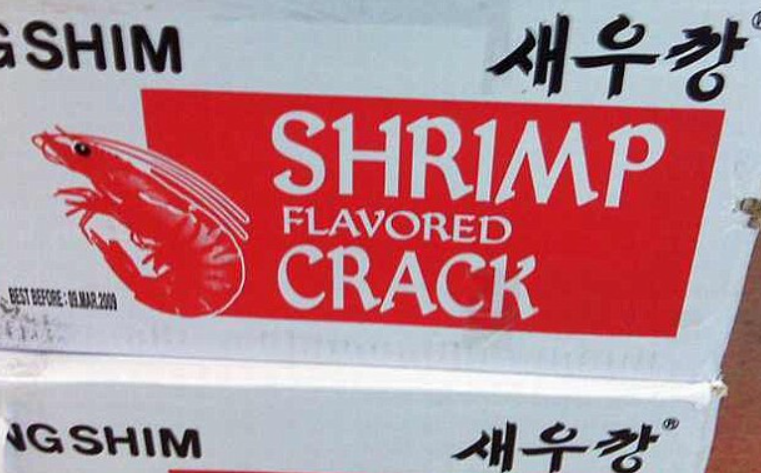 GSHIM
새우깡®
SHRIMP
FLAVORED
CRACK
BEST BEFORE: 09.MAR.2009
NGSHIM
새우깡®